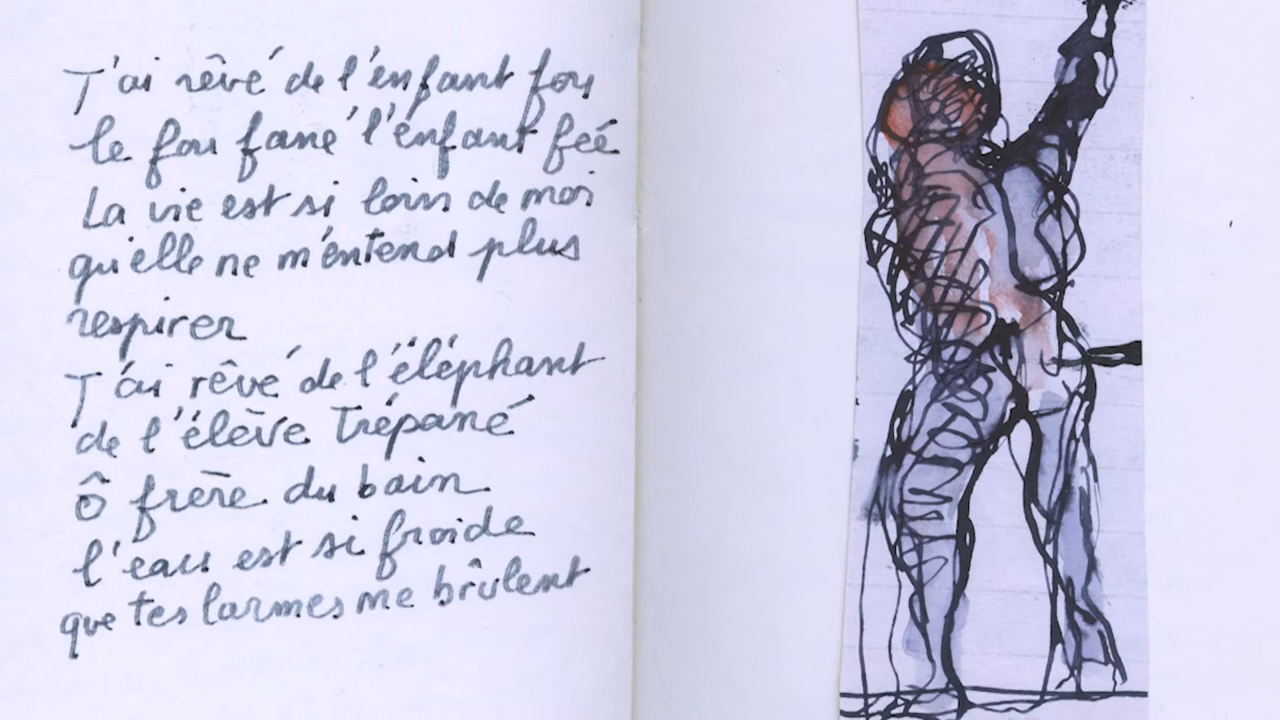 J'ai rêvé de l'enfant fou
le fou fané l'enfant feé
La vie est si loin de moi
qu'elle ne m'entend plus
respirer
J'ai rêvé de l'éléphant
de l'élève trépané
ô frère du bain
l'eau est si froide
que tes larmes me brûlent